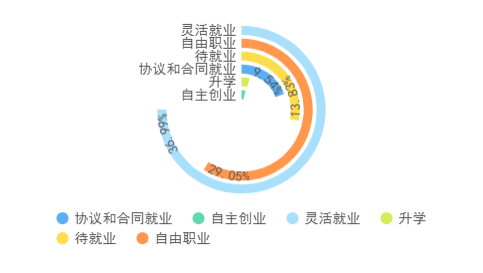 灵活就业
自由职业
待就业
协议和合同就业
升学
自主创业
9.54%
13.83%
36.99%
29.05%
协议和合同就业 自主创业 灵活就业 升学
待就业 自由职业